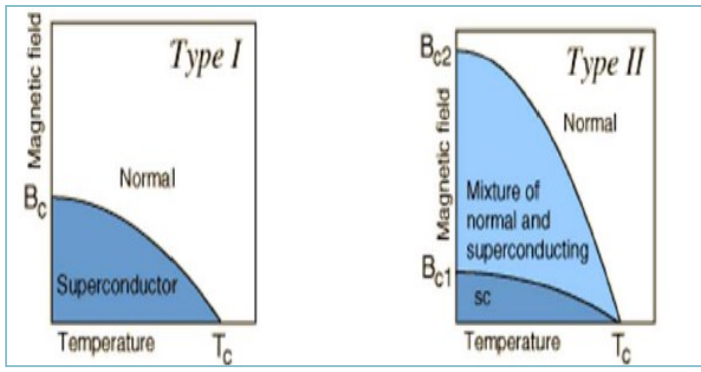 Magnetic field
Type I
Normal
Bc
Superconductor
Temperature
Tc
Magnetic field
Bc2
Type II
Normal
Mixture of
normal and
superconducting
Bc1
sc
Temperature
Tc